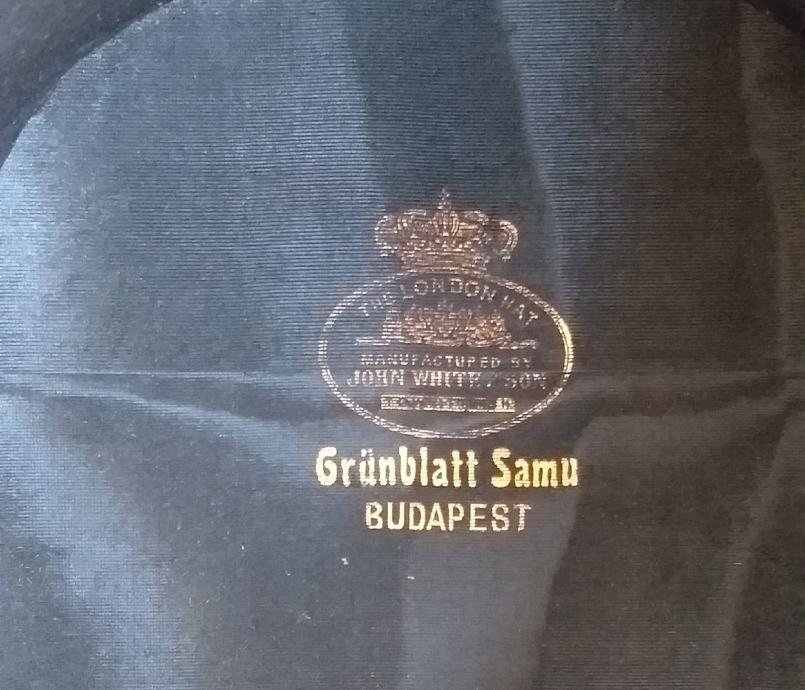 THE LONDON HAT
MANUFACTURED BY
JOHN WHITE & SON
Grünblatt Samu
BUDAPEST